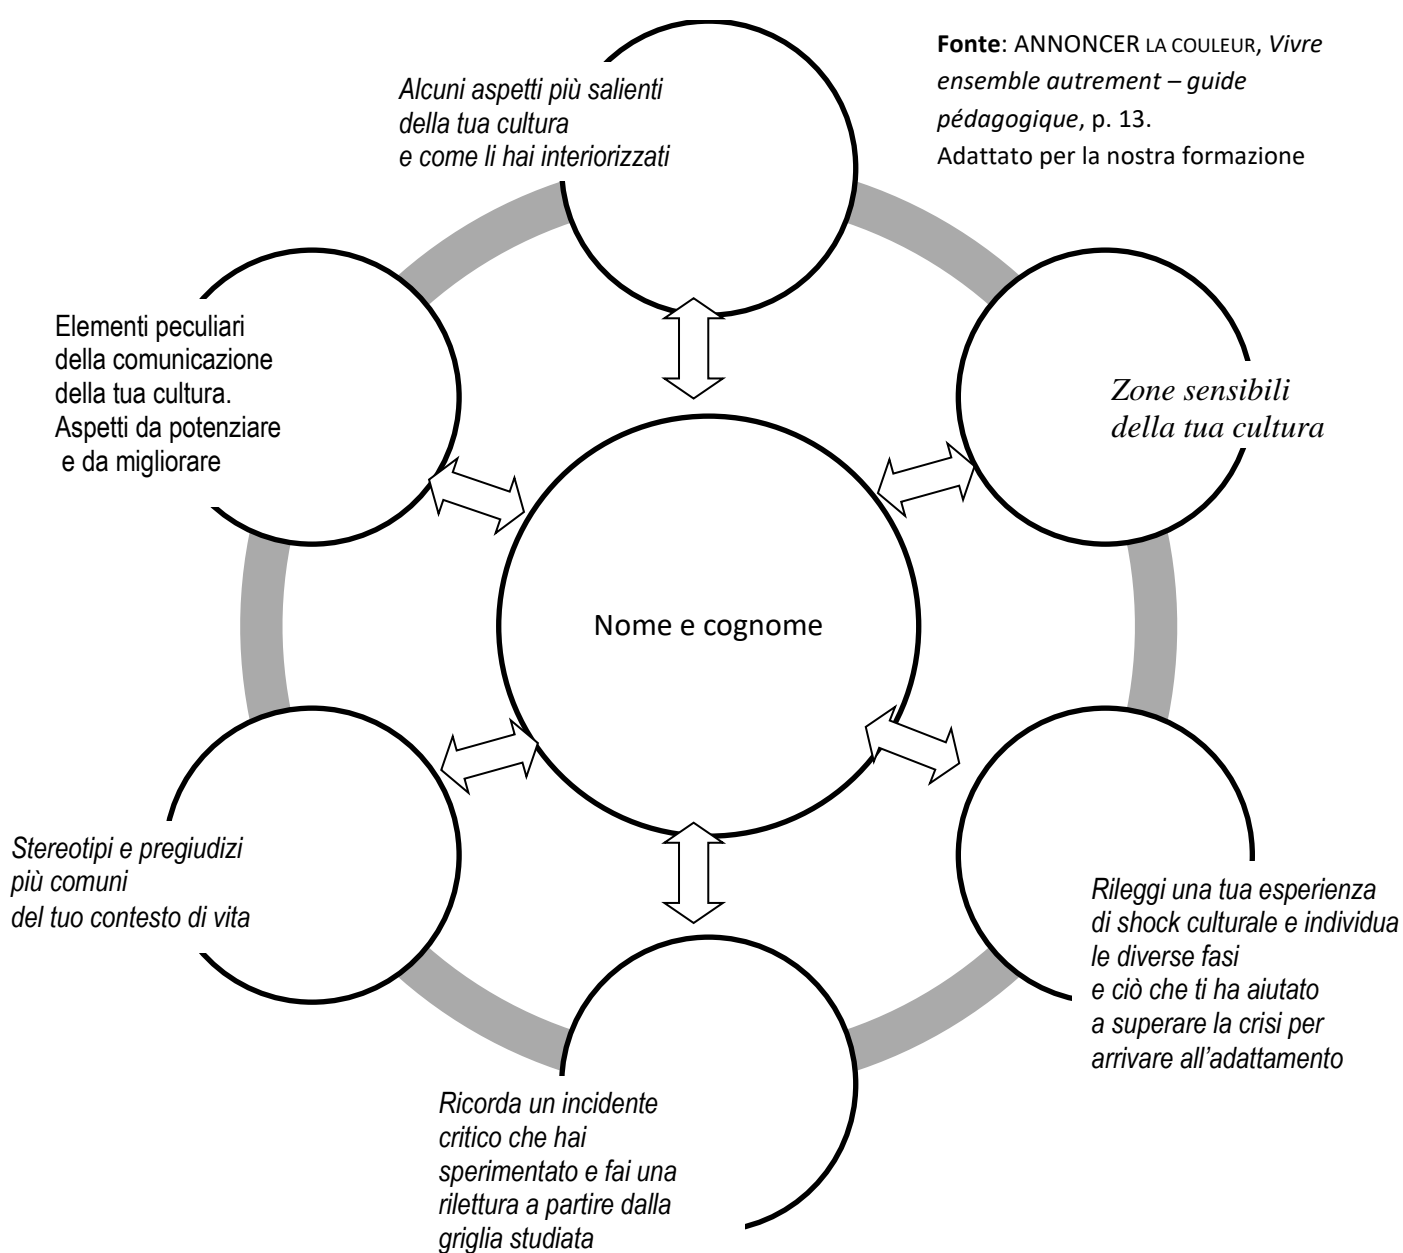 Fonte: ANNONCER LA COULEUR, Vivre
ensemble autrement – guide
pédagogique, p. 13.
Adattato per la nostra formazione
Alcuni aspetti più salienti
della tua cultura
e come li hai interiorizzati
Elementi peculiari
della comunicazione
della tua cultura.
Aspetti da potenziare
e da migliorare
Zone sensibili
della tua cultura
Nome e cognome
Stereotipi e pregiudizi
più comuni
del tuo contesto di vita
Rileggi una tua esperienza
di shock culturale e individua
le diverse fasi
e ciò che ti ha aiutato
a superare la crisi per
arrivare all’adattamento
Ricorda un incidente
critico che hai
sperimentato e fai una
rilettura a partire dalla
griglia studiata